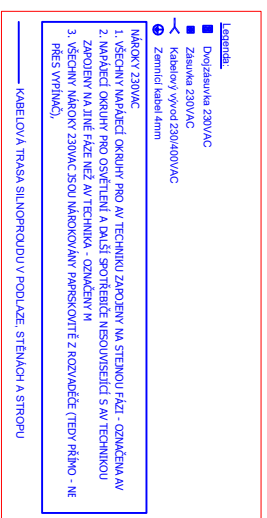 Legenda:
Dvojzásuvka 230VAC
Zásuvka 230VAC
Kabelový vývod 230/400VAC
Zemnící kabel 4mm
NÁROKY 230VAC
1. VŠECHNY NAPÁJECÍ OKRUHY PRO AV TECHNIKU ZAPOJENY NA STEJNOU FÁZI - OZNAČENA AV
2. NAPÁJECÍ OKRUHY PRO OSVĚTLENÍ A DALŠÍ SPOTŘEBIČE NESOUVISEJÍCÍ S AV TECHNIKOU
ZAPOJENY NA JINÉ FÁZE NEŽ AV TECHNIKA - OZNAČENY M
3. VŠECHNY NÁROKY 230VAC JSOU NÁROKOVÁNY PAPRSKOVITĚ Z ROZVADĚČE (TEDY PŘÍMO - NE
PŘES VYPÍNAČ),
KABELOVÁ TRASA SILNOPROUDU V PODLAZE, STĚNÁCH A STROPU